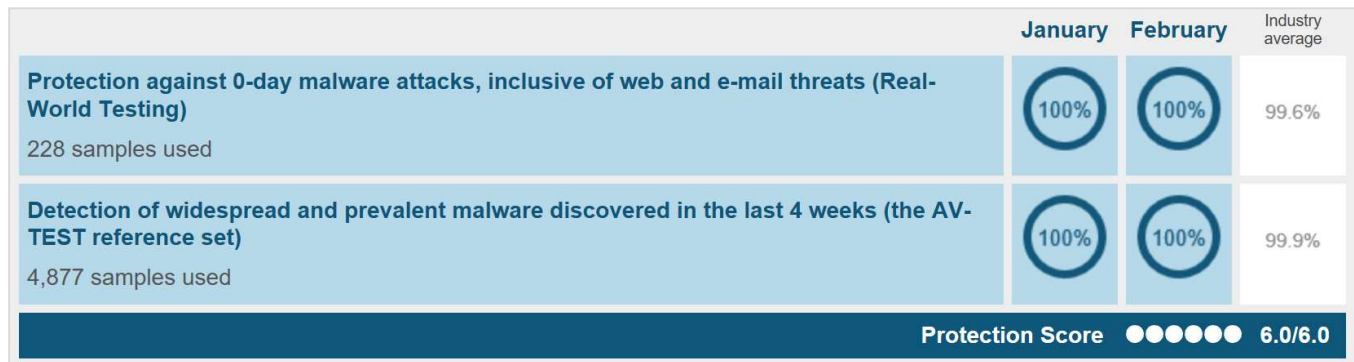 January February Industry average
Protection against 0-day malware attacks, inclusive of web and e-mail threats (Real-
World Testing)
228 samples used
100% 100% 99.6%
Detection of widespread and prevalent malware discovered in the last 4 weeks (the AV-
TEST reference set)
4,877 samples used
100% 100% 99.9%
Protection Score 6.0/6.0